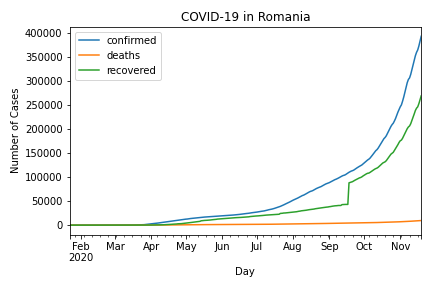 COVID-19 in Romania
400000
350000
300000
250000
200000
150000
100000
50000
0
Number of Cases
confirmed
deaths
recovered
Feb Mar Apr May Jun Jul Aug Sep Oct Nov
2020
Day